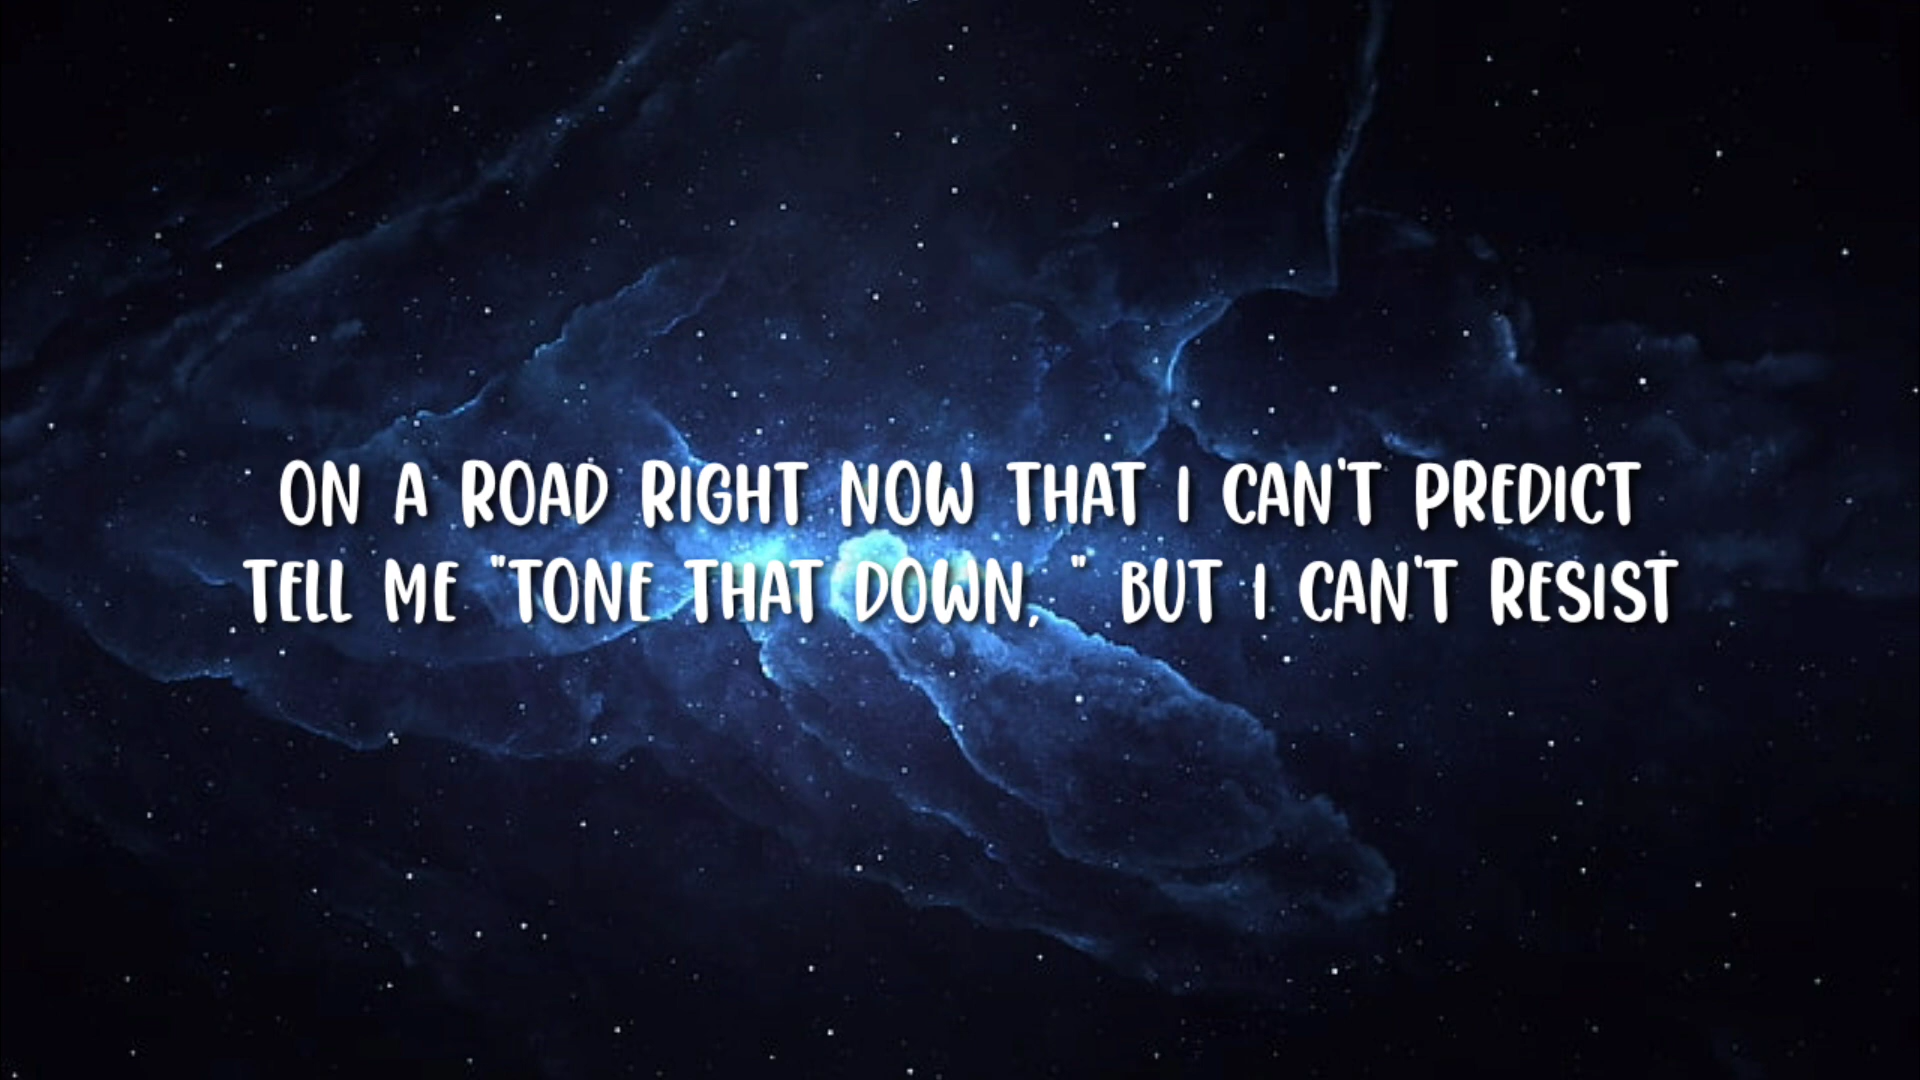 ON A ROAD RIGHT NOW THAT I CAN'T PREDICT
TELL ME "TONE THAT DOWN, " BUT I CAN'T RESIST